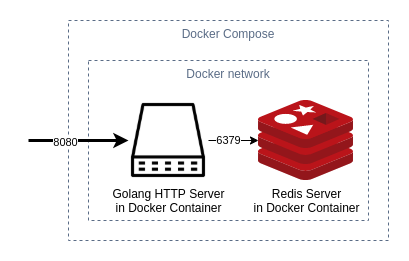 Docker Compose
Docker network
8080
6379
Golang HTTP Server
in Docker Container
Redis Server
in Docker Container